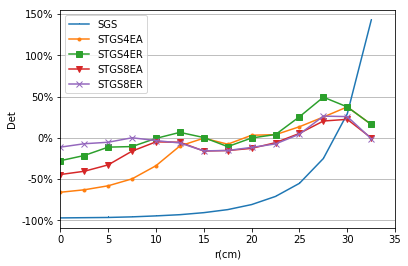 150%
SGS
STGS4EA
STGS4ER
STGS8EA
STGS8ER
100%
50%
0%
-50%
-100%
Det
0 5 10 15 20 25 30 35
r(cm)